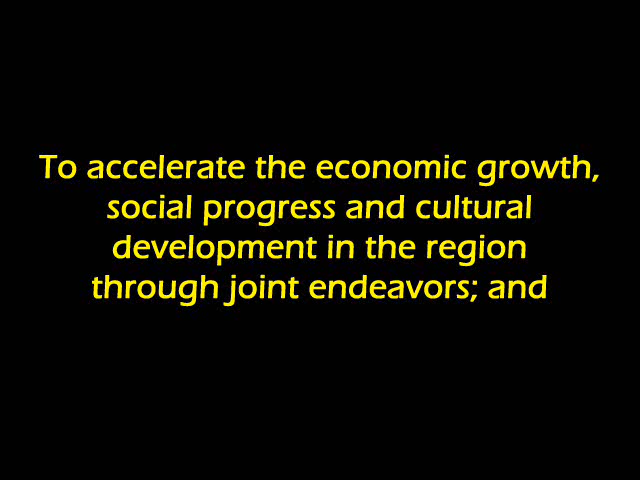 To accelerate the economic growth,
social progress and cultural
development in the region
through joint endeavors; and